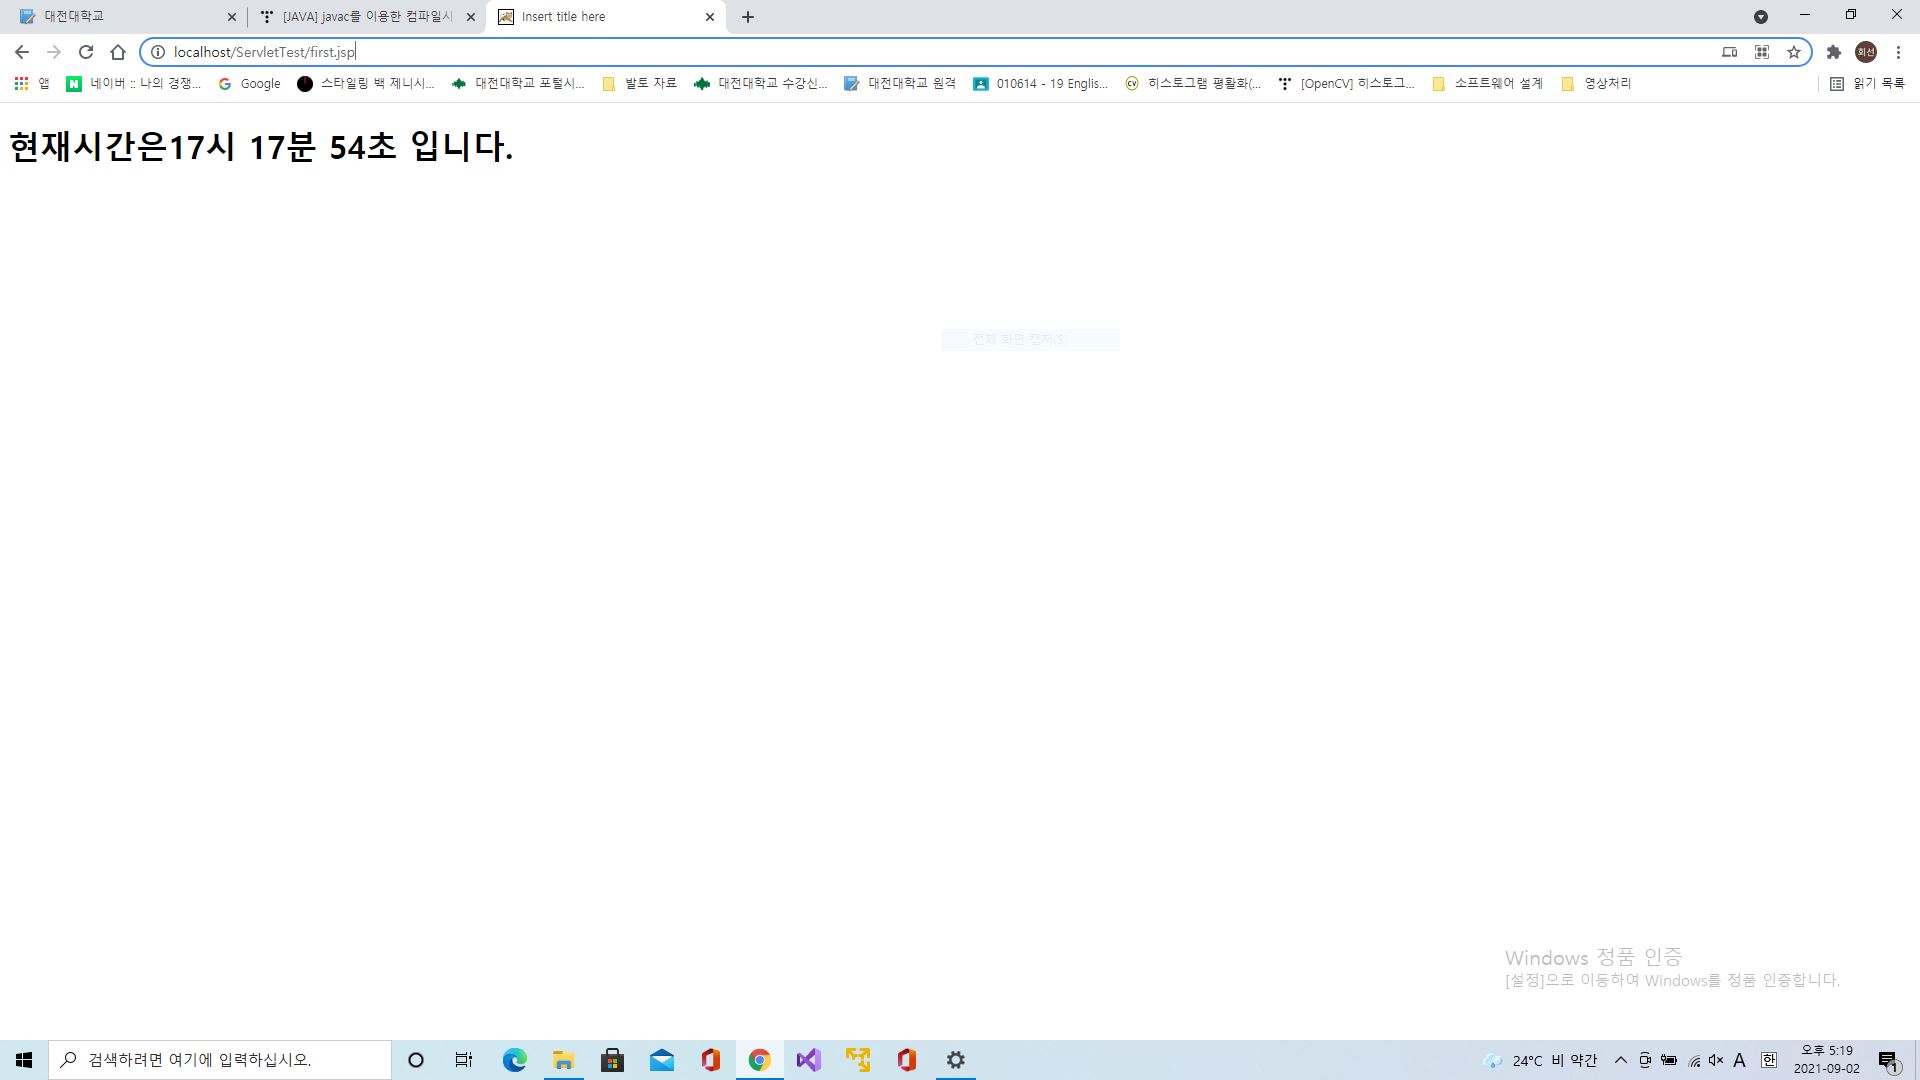 대전대학교
[JAVA] javac를 이용한 컴파일시
Insert title here
localhost/ServletTest/first.jsp
희선
앱
네이버 :: 나의 경쟁...
Google
스타일링 백 제니시...
대전대학교 포털시...
발토 자료
대전대학교 수강신...
대전대학교 원격
010614 - 19 Englis...
CV
히스토그램 평활화(...
[OpenCV] 히스토그...
소프트웨어 설계
영상처리
읽기 목록
현재시간은17시 17분 54초 입니다.
전체 화면 캡처(S)
Windows 정품 인증
[설정]으로 이동하여 Windows를 정품 인증합니다.
검색하려면 여기에 입력하십시오.
24°C 비 약간
A
한
오후 5:19
2021-09-02
1